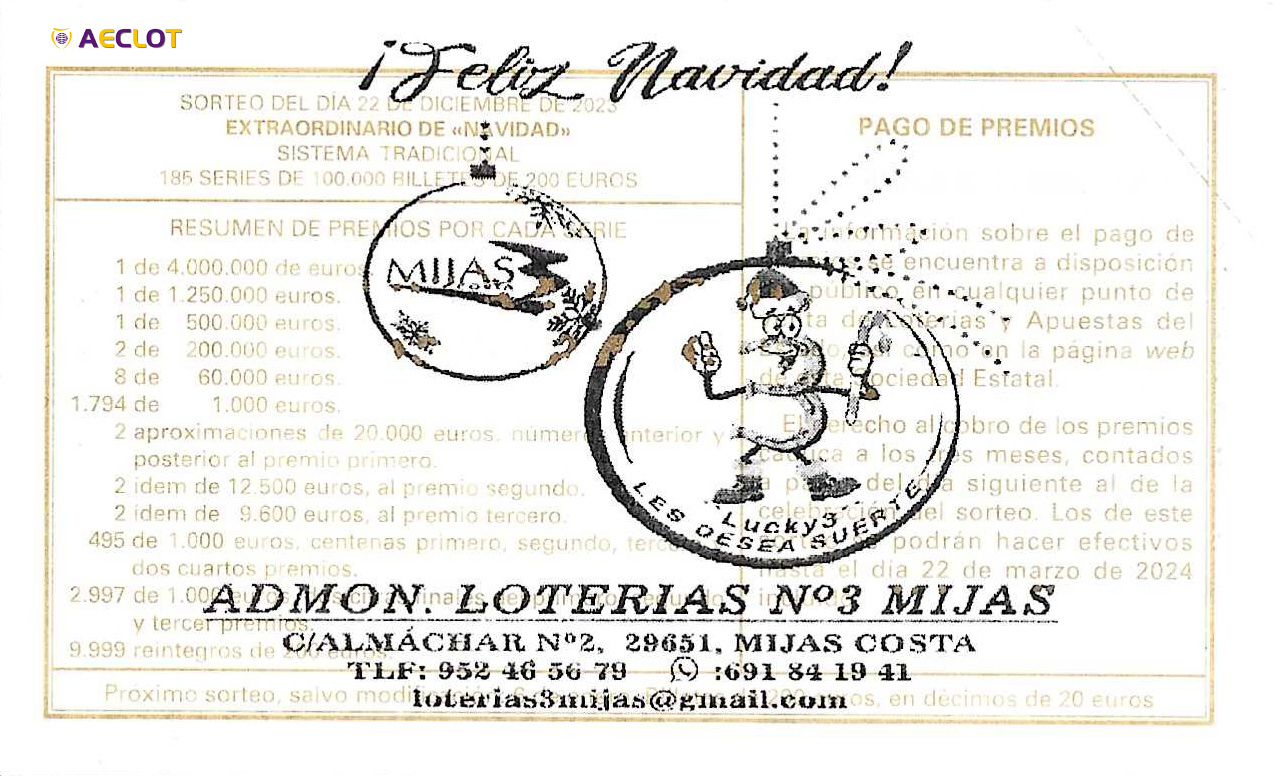 AECLOT
¡Feliz Navidad!
SORTEO DEL DÍA 22 DE DICIEMBRE DE 2023
EXTRAORDINARIO DE «NAVIDAD»
SISTEMA TRADICIONAL
185 SERIES DE 100.000 BILLETES DE 200 EUROS
RESUMEN DE PREMIOS POR CADA SERIE
1 de 4.000.000 de euros
1 de 1.250.000 euros.
1 de 500.000 euros.
2 de 200.000 euros.
8 de 60.000 euros.
1.794 de 1.000 euros.
2 aproximaciones de 20.000 euros, números anterior y
posterior al premio primero.
2 idem de 12.500 euros, al premio segundo.
2 idem de 9.600 euros, al premio tercero.
495 de 1.000 euros, centenas primero, segundo,
dos cuartos premios.
2.997 de 1.000
y tercer premios.
9.999 reintegros de 200 euros.
PAGO DE PREMIOS
La información sobre el pago de
se encuentra a disposición
público en cualquier punto de
de Loterías y Apuestas del
como en la página web
de esta Sociedad Estatal.
El derecho al cobro de los premios
caduca a los tres meses, contados
a partir del día siguiente al de la
celebración del sorteo. Los de este
podrán hacer efectivos
hasta el día 22 de marzo de 2024
MIJAS 3
Lucky3
LES DESEA SUERTE
ADMON. LOTERIAS Nº3 MIJAS
C/ALMÁCHAR Nº2, 29651, MIJAS COSTA
TLF: 952 46 56 79 :691 84 19 41
loterias3mijas@gmail.com
Próximo sorteo, salvo en décimos de 20 euros